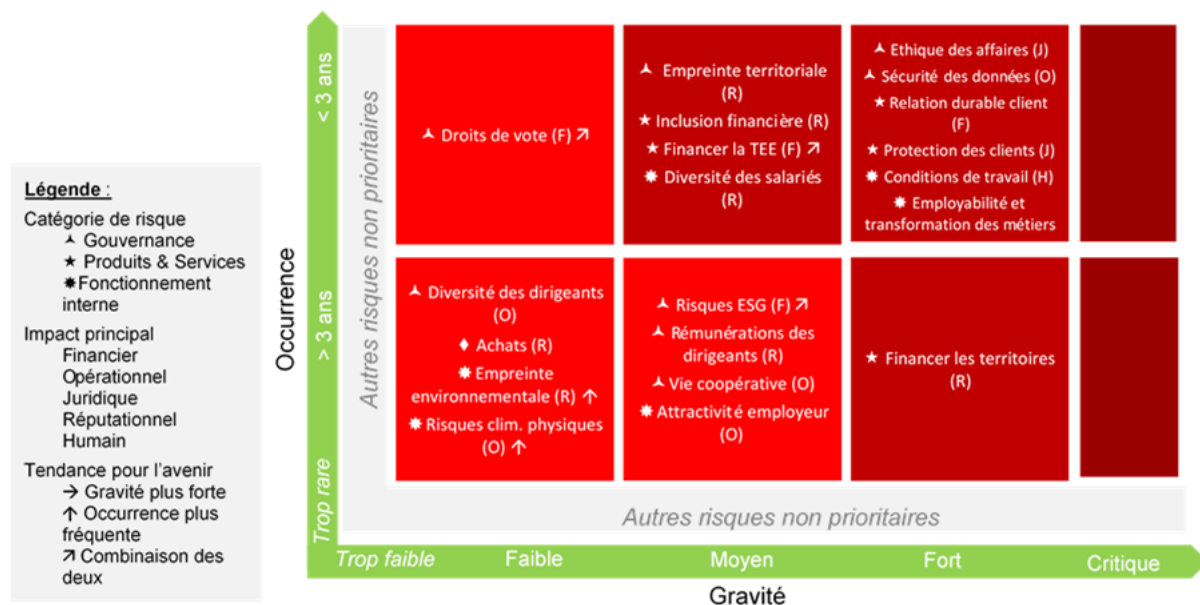 Légende :
Catégorie de risque
Gouvernance
★ Produits & Services
✸ Fonctionnement
interne
Impact principal
Financier
Opérationnel
Juridique
Réputationnel
Humain
Tendance pour l'avenir
→ Gravité plus forte
↑ Occurrence plus
fréquente
↗ Combinaison des
deux
Occurrence
< 3 ans
> 3 ans
Trop rare
Autres risques non prioritaires
Droits de vote (F) ↗
Empreinte territoriale
(R)
★ Inclusion financière (R)
★ Financer la TEE (F) ↗
✸ Diversité des salariés
(R)
Ethique des affaires (J)
Sécurité des données (O)
★ Relation durable client
(F)
★ Protection des clients (J)
✸ Conditions de travail (H)
✸ Employabilité et
transformation des métiers
Diversité des dirigeants
(O)
♦ Achats (R)
✸ Empreinte
environnementale (R) ↑
✸ Risques clim. physiques
(O) ↑
Risques ESG (F) ↗
Rémunérations des
dirigeants (R)
Vie coopérative (O)
✸ Attractivité employeur
(O)
★ Financer les territoires
(R)
Autres risques non prioritaires
Trop faible
Faible
Moyen
Fort
Critique
Gravité